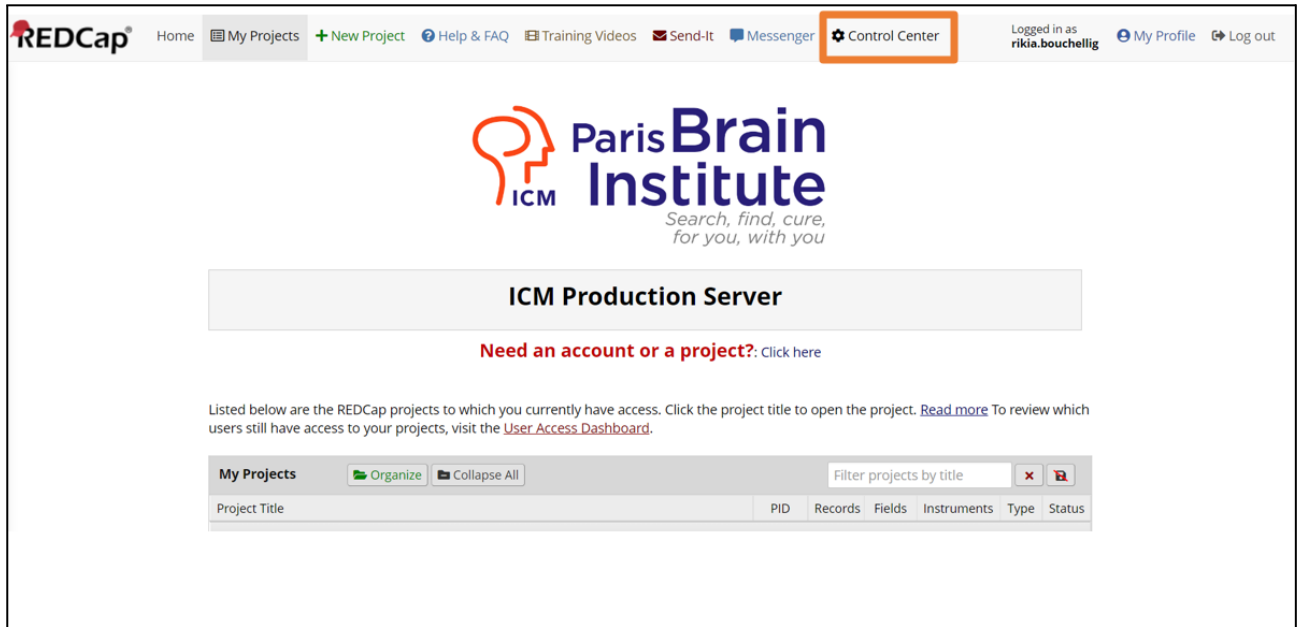 REDCap® Home My Projects New Project Help & FAQ Training Videos Send-It Messenger Control Center Logged in as rikia.bouchellig My Profile Log out
Paris Brain
Institute
ICM
Search, find, cure,
for you, with you
ICM Production Server
Need an account or a project?: Click here
Listed below are the REDCap projects to which you currently have access. Click the project title to open the project. Read more To review which
users still have access to your projects, visit the User Access Dashboard.
My Projects Organize Collapse All Filter projects by title
Project Title PID Records Fields Instruments Type Status